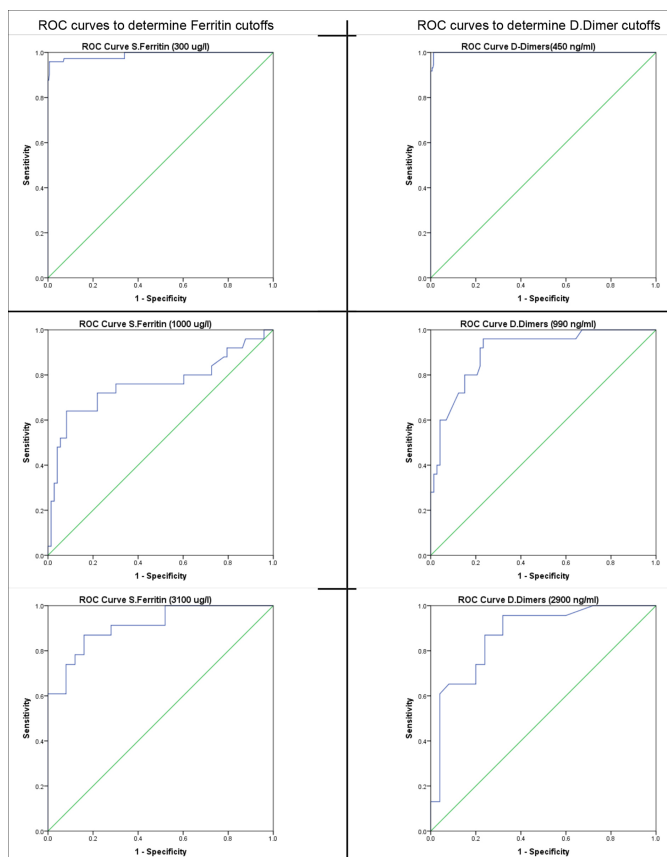 ROC curves to determine Ferritin cutoffs
ROC curves to determine D.Dimer cutoffs
ROC Curve S.Ferritin (300 ug/l)
1.0
0.8
0.6
0.4
0.2
0.0
Sensitivity
0.0 0.2 0.4 0.6 0.8 1.0
1 - Specificity
ROC Curve D-Dimers(450 ng/ml)
1.0
0.8
0.6
0.4
0.2
0.0
Sensitivity
0.0 0.2 0.4 0.6 0.8 1.0
1 - Specificity
ROC Curve S.Ferritin (1000 ug/l)
1.0
0.8
0.6
0.4
0.2
0.0
Sensitivity
0.0 0.2 0.4 0.6 0.8 1.0
1 - Specificity
ROC Curve D.Dimers (990 ng/ml)
1.0
0.8
0.6
0.4
0.2
0.0
Sensitivity
0.0 0.2 0.4 0.6 0.8 1.0
1 - Specificity
ROC Curve S.Ferritin (3100 ug/l)
1.0
0.8
0.6
0.4
0.2
0.0
Sensitivity
0.0 0.2 0.4 0.6 0.8 1.0
1 - Specificity
ROC Curve D.Dimers (2900 ng/ml)
1.0
0.8
0.6
0.4
0.2
0.0
Sensitivity
0.0 0.2 0.4 0.6 0.8 1.0
1 - Specificity